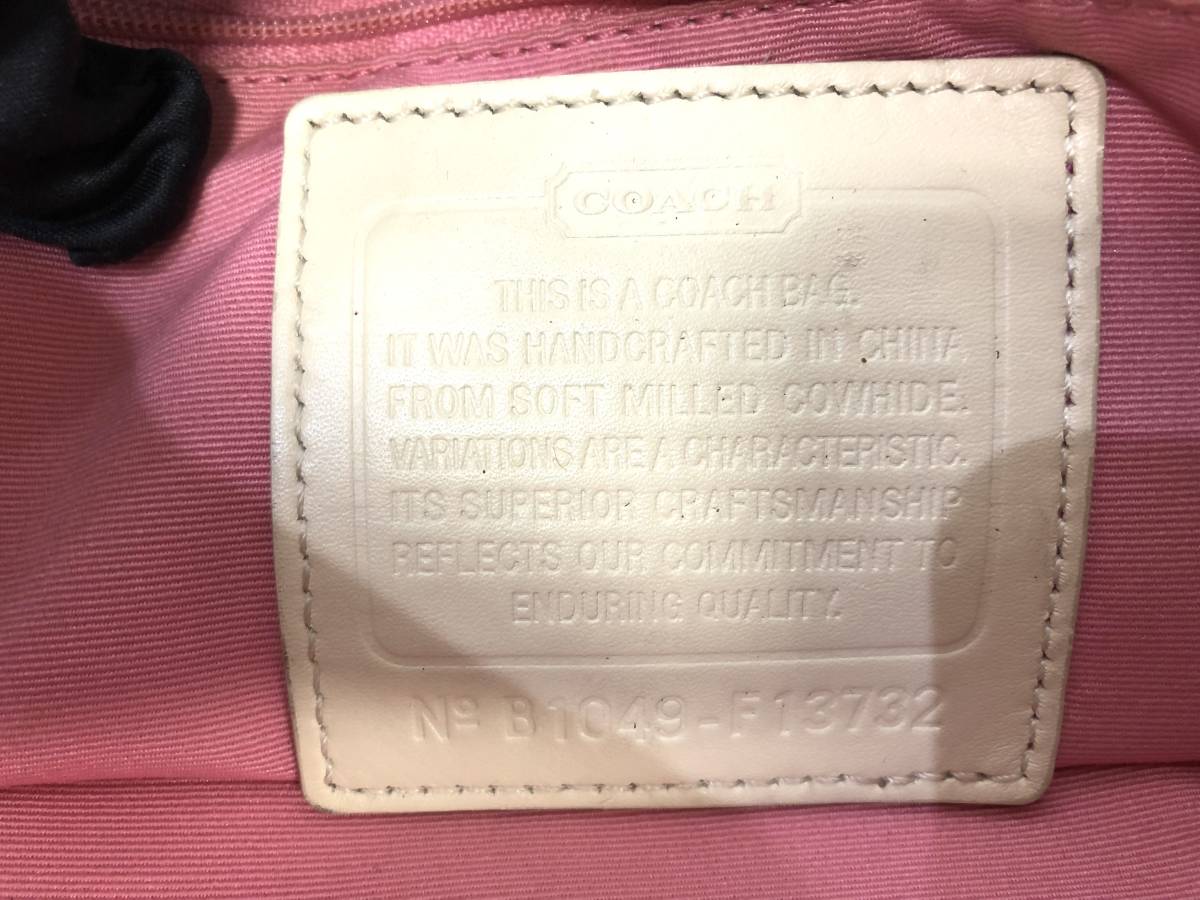 COACH
THIS IS A COACH BAG.
IT WAS HANDCRAFTED IN CHINA
FROM SOFT MILLED COWHIDE.
VARIATIONS ARE A CHARACTERISTIC.
ITS SUPERIOR CRAFTSMANSHIP
REFLECTS OUR COMMITMENT TO
ENDURING QUALITY.
Nº B1049-F13732